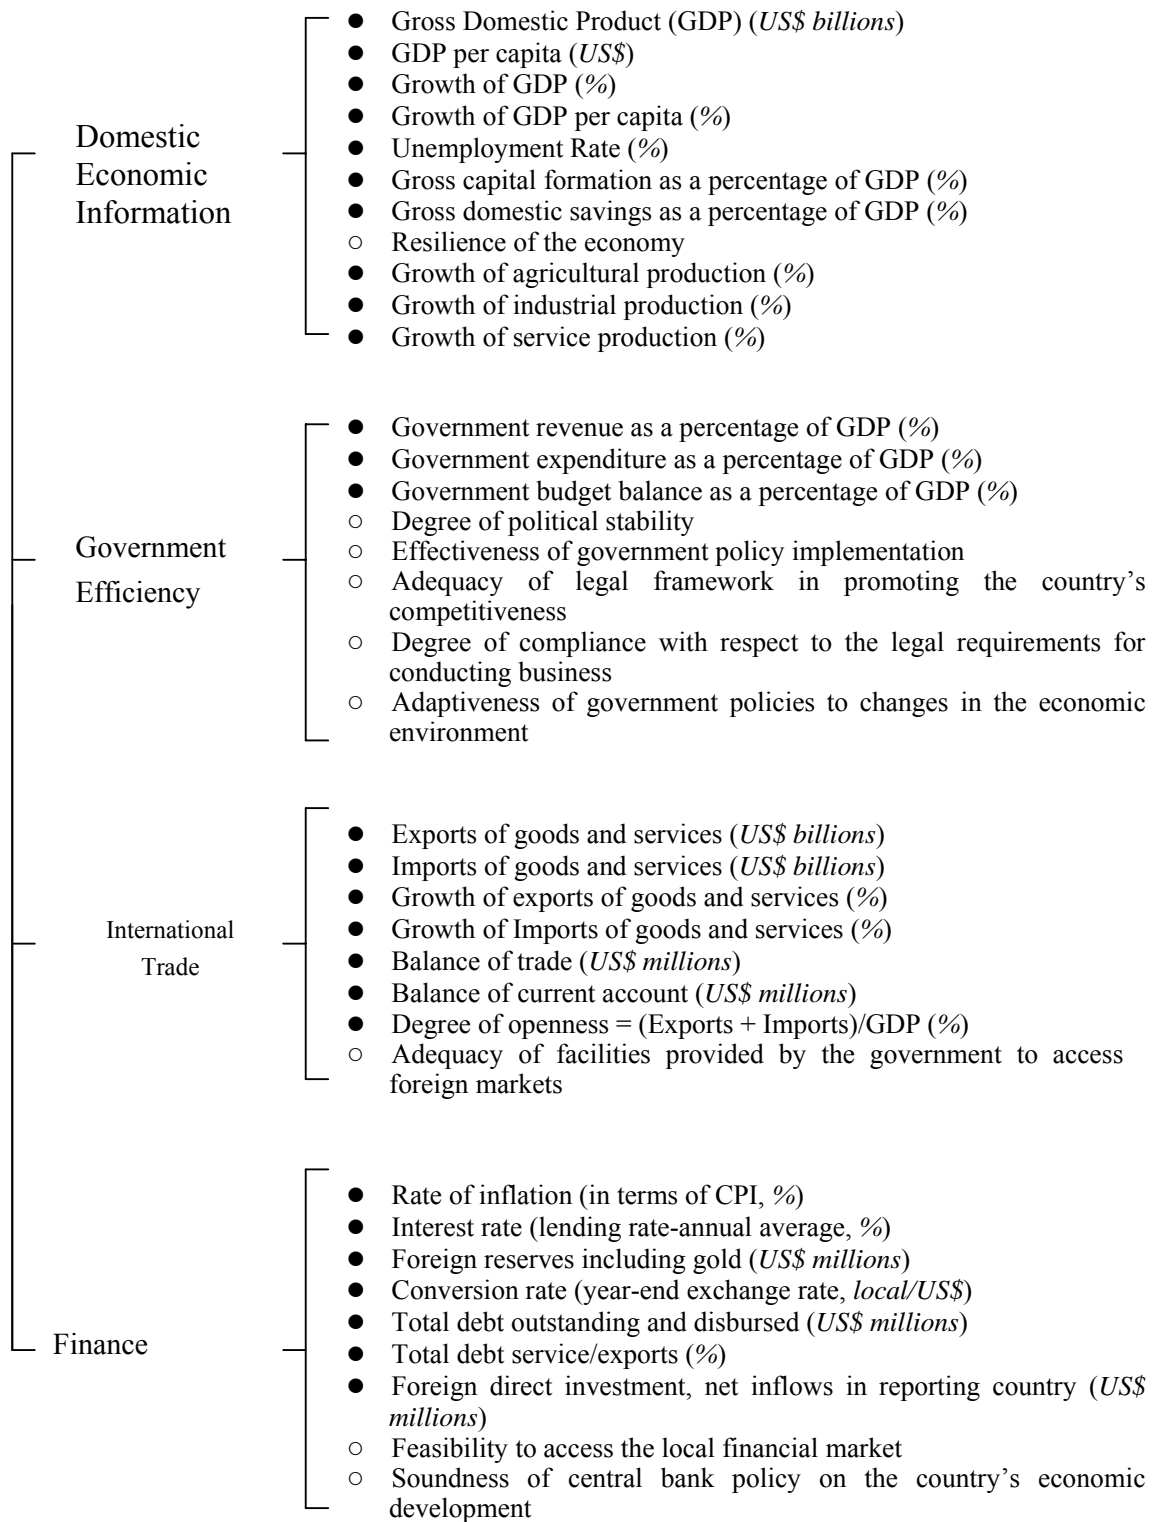 Domestic
Economic
Information
● Gross Domestic Product (GDP) (US$ billions)
● GDP per capita (US$)
● Growth of GDP (%)
● Growth of GDP per capita (%)
● Unemployment Rate (%)
● Gross capital formation as a percentage of GDP (%)
● Gross domestic savings as a percentage of GDP (%)
○ Resilience of the economy
● Growth of agricultural production (%)
● Growth of industrial production (%)
● Growth of service production (%)
Government
Efficiency
● Government revenue as a percentage of GDP (%)
● Government expenditure as a percentage of GDP (%)
● Government budget balance as a percentage of GDP (%)
○ Degree of political stability
○ Effectiveness of government policy implementation
○ Adequacy of legal framework in promoting the country’s
competitiveness
○ Degree of compliance with respect to the legal requirements for
conducting business
○ Adaptiveness of government policies to changes in the economic
environment
International
Trade
● Exports of goods and services (US$ billions)
● Imports of goods and services (US$ billions)
● Growth of exports of goods and services (%)
● Growth of Imports of goods and services (%)
● Balance of trade (US$ millions)
● Balance of current account (US$ millions)
● Degree of openness = (Exports + Imports)/GDP (%)
○ Adequacy of facilities provided by the government to access
foreign markets
Finance
● Rate of inflation (in terms of CPI, %)
● Interest rate (lending rate-annual average, %)
● Foreign reserves including gold (US$ millions)
● Conversion rate (year-end exchange rate, local/US$)
● Total debt outstanding and disbursed (US$ millions)
● Total debt service/exports (%)
● Foreign direct investment, net inflows in reporting country (US$
millions)
○ Feasibility to access the local financial market
○ Soundness of central bank policy on the country’s economic
development